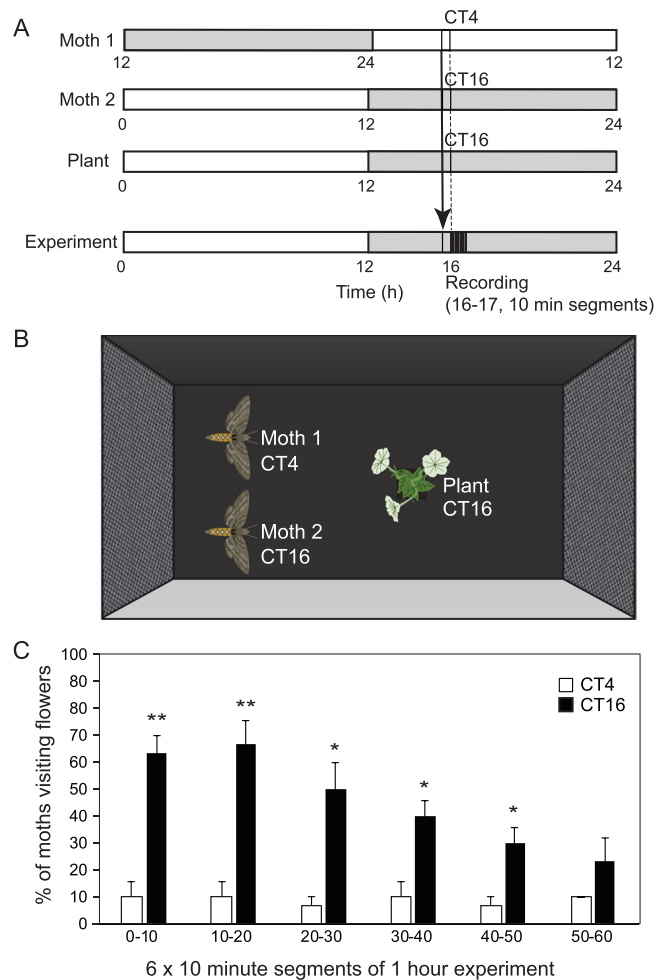 A
CT4
Moth 1
12 24 12
CT16
Moth 2
0 12 24
CT16
Plant
0 12 24
Experiment
0 12 16 24
Time (h)
Recording
(16-17, 10 min segments)
B
Moth 1
CT4
Plant
CT16
Moth 2
CT16
C
% of moths visiting flowers
100
90
80
70
60
50
40
30
20
10
0
** ** * * *
CT4
CT16
0-10 10-20 20-30 30-40 40-50 50-60
6 x 10 minute segments of 1 hour experiment